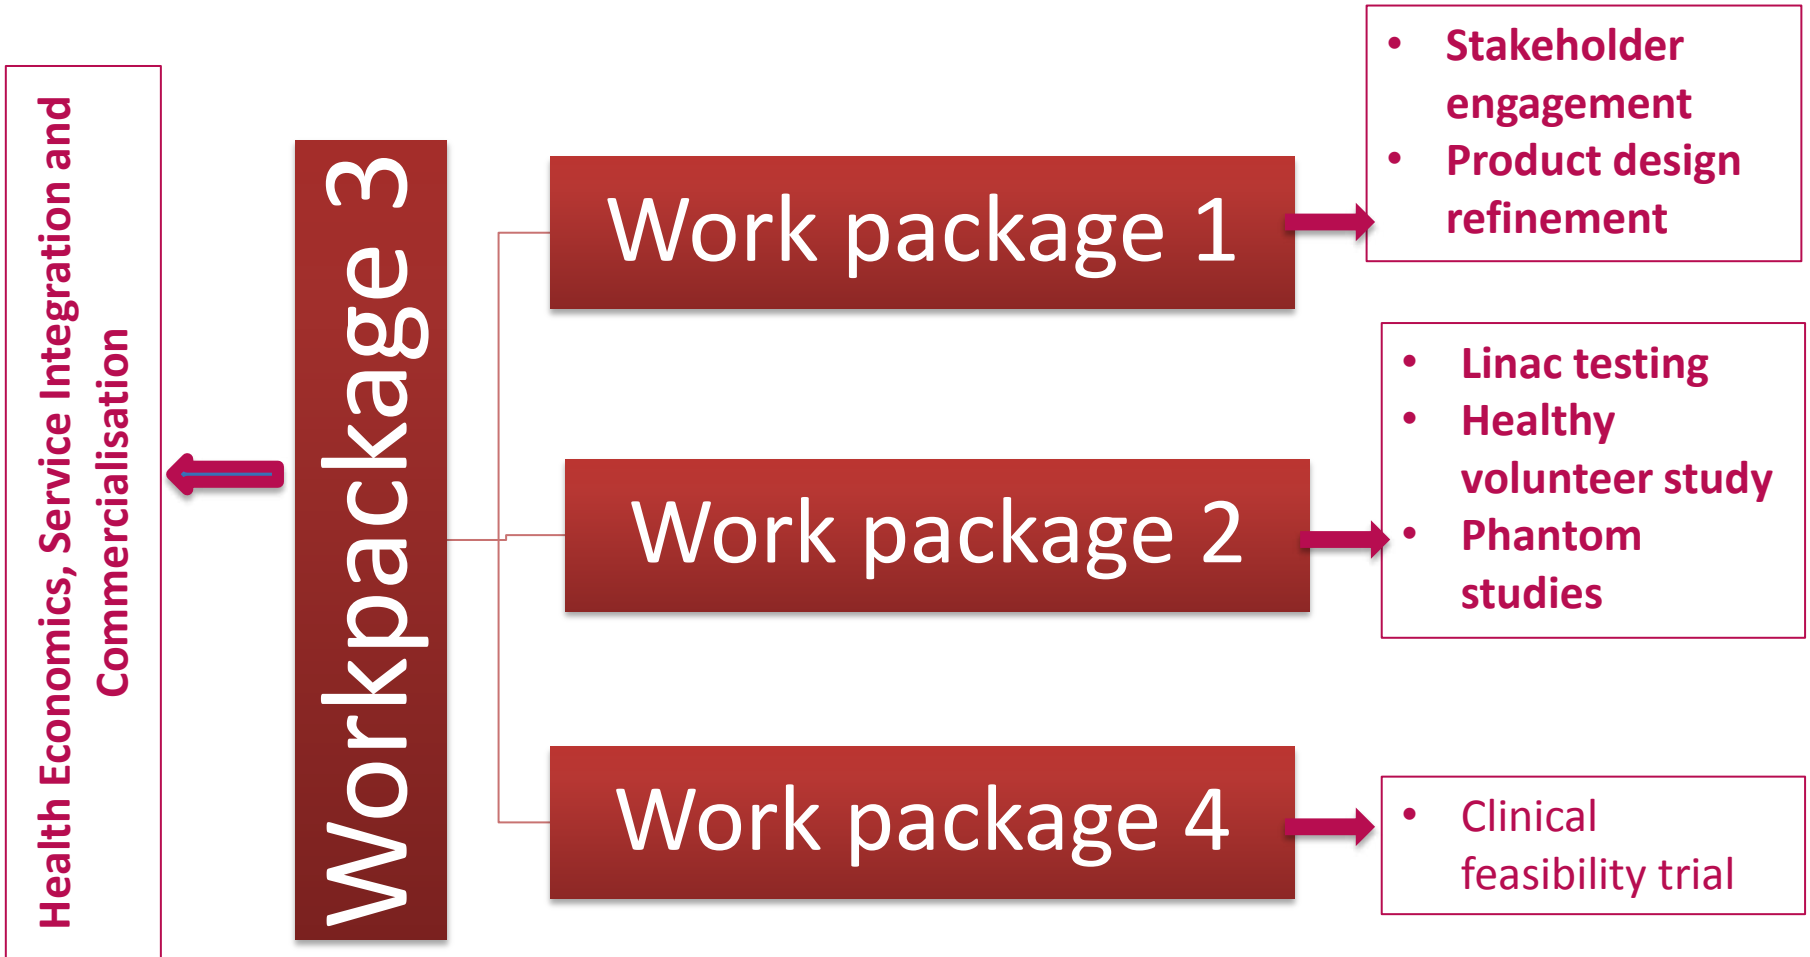 Health Economics, Service Integration and
Commercialisation
Workpackage 3
Work package 1
• Stakeholder
engagement
• Product design
refinement
Work package 2
• Linac testing
• Healthy
volunteer study
• Phantom
studies
Work package 4
• Clinical
feasibility trial